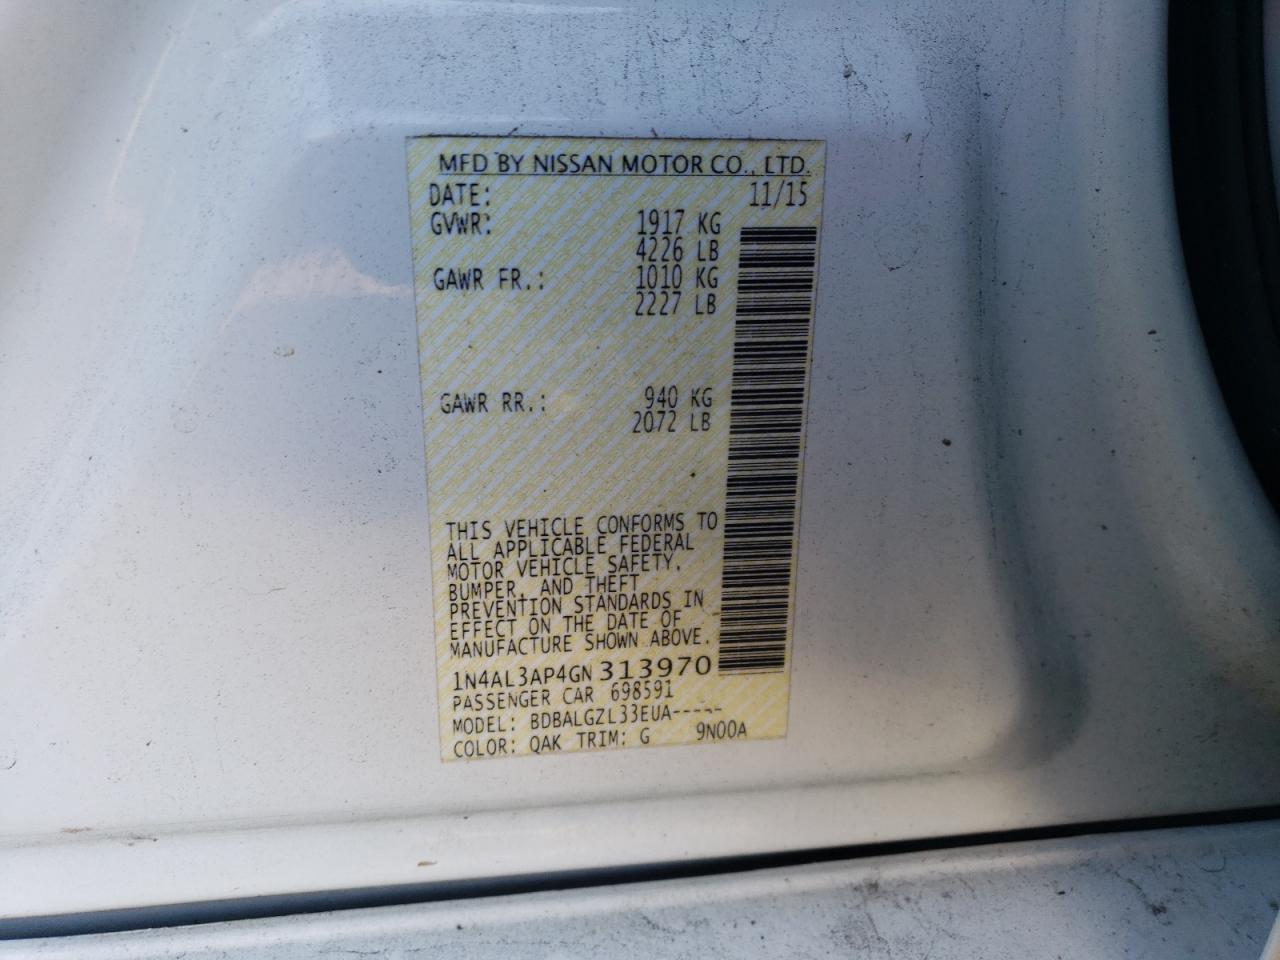 MFD BY NISSAN MOTOR CO., LTD.
DATE: 11/15
GVWR: 1917 KG
4226 LB
GAWR FR.: 1010 KG
2227 LB
GAWR RR.: 940 KG
2072 LB
THIS VEHICLE CONFORMS TO
ALL APPLICABLE FEDERAL
MOTOR VEHICLE SAFETY,
BUMPER, AND THEFT
PREVENTION STANDARDS IN
EFFECT ON THE DATE OF
MANUFACTURE SHOWN ABOVE.
1N4AL3AP4GN313970
PASSENGER CAR 698591
MODEL: BDBALGZL33EUA-----
COLOR: QAK TRIM: G 9N00A